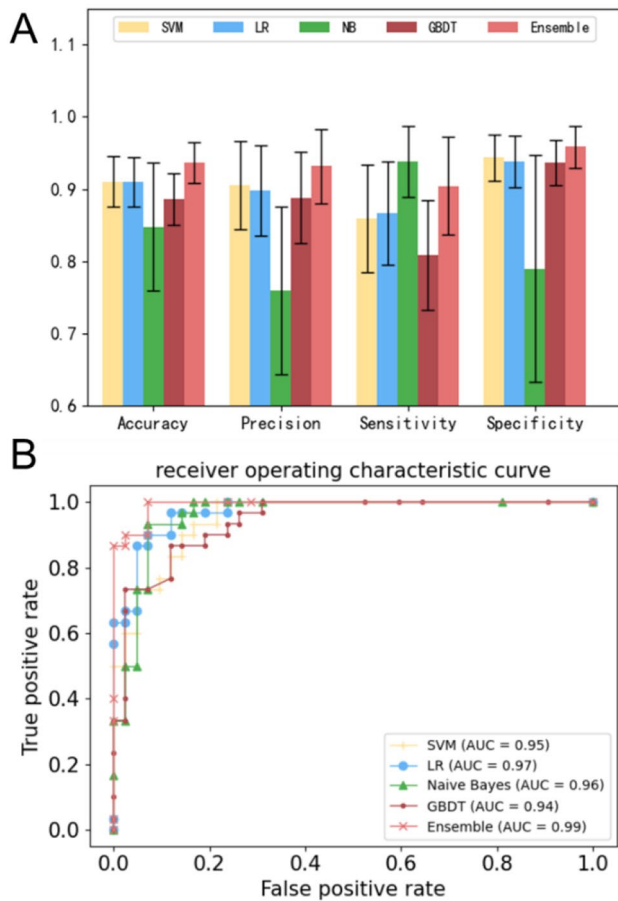 A
SVM LR NB GBDT Ensemble
1.1
1.0
0.9
0.8
0.7
0.6
Accuracy Precision Sensitivity Specificity
B
receiver operating characteristic curve
1.0
0.8
0.6
0.4
0.2
0.0
True positive rate
SVM (AUC = 0.95)
LR (AUC = 0.97)
Naive Bayes (AUC = 0.96)
GBDT (AUC = 0.94)
Ensemble (AUC = 0.99)
0.0 0.2 0.4 0.6 0.8 1.0
False positive rate